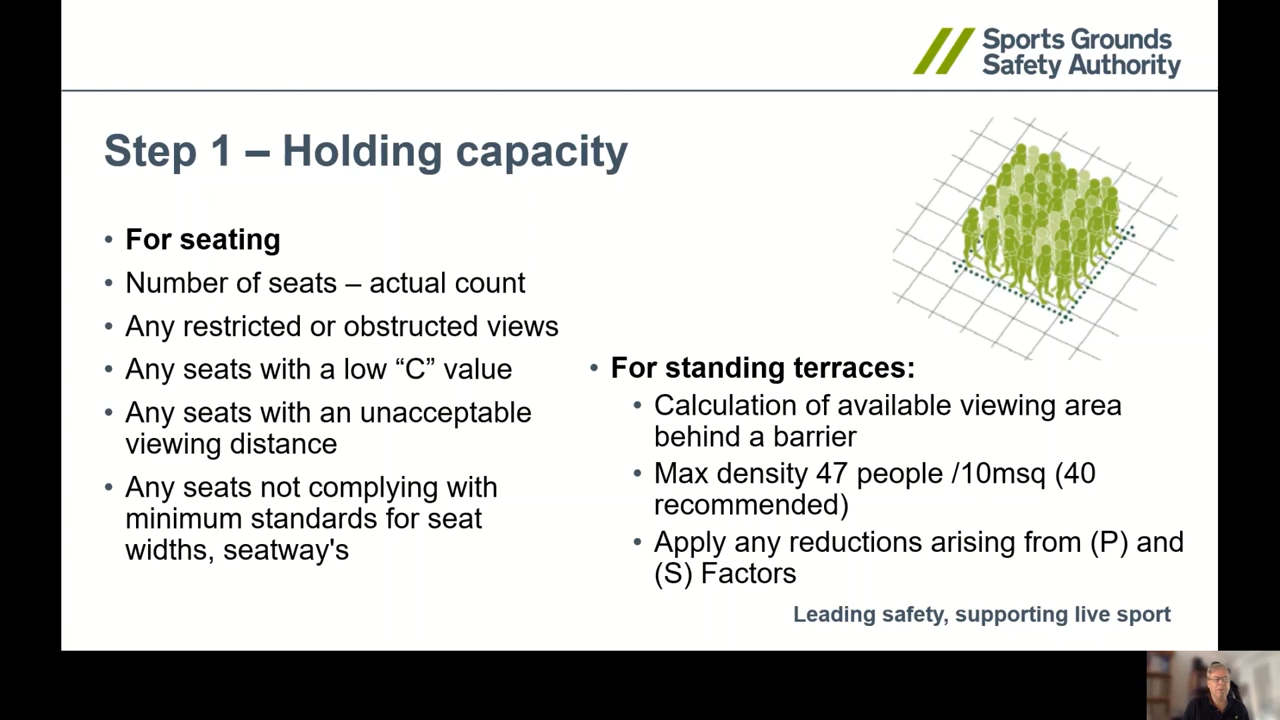 Sports Grounds
Safety Authority
Step 1 – Holding capacity
• For seating
• Number of seats – actual count
• Any restricted or obstructed views
• Any seats with a low “C” value
• Any seats with an unacceptable
viewing distance
• Any seats not complying with
minimum standards for seat
widths, seatway's
• For standing terraces:
• Calculation of available viewing area
behind a barrier
• Max density 47 people /10msq (40
recommended)
• Apply any reductions arising from (P) and
(S) Factors
Leading safety, supporting live sport